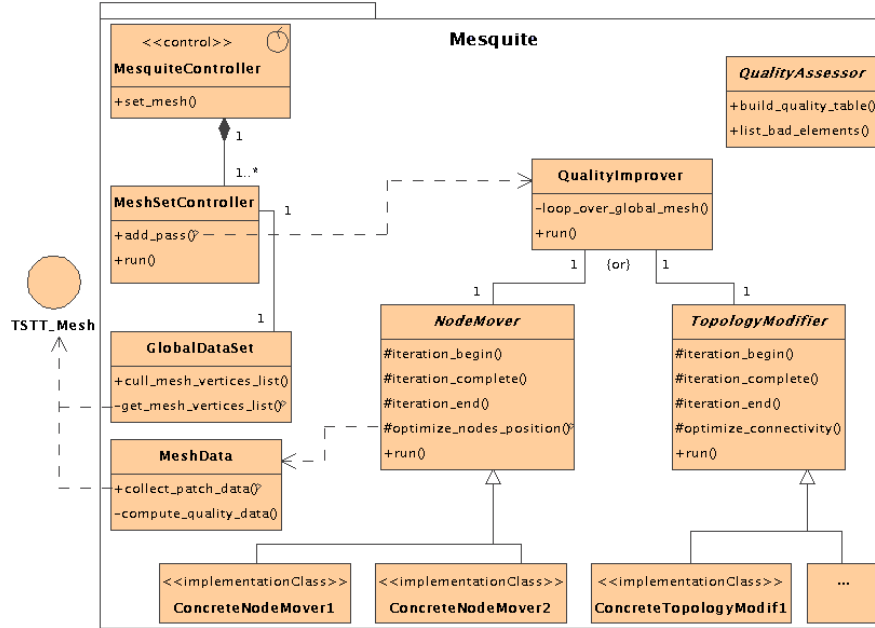 Mesquite
<<control>>
MesquiteController
+set_mesh()
1
1..*
QualityAssessor
+build_quality_table()
+list_bad_elements()
MeshSetController
+add_pass()
+run()
1
1
QualityImprover
-loop_over_global_mesh()
+run()
1
{or}
1
1
1
TSTT_Mesh
GlobalDataSet
+cull_mesh_vertices_list()
-get_mesh_vertices_list()
MeshData
+collect_patch_data()
-compute_quality_data()
NodeMover
#iteration_begin()
#iteration_complete()
#iteration_end()
#optimize_nodes_position()
+run()
TopologyModifier
#iteration_begin()
#iteration_complete()
#iteration_end()
#optimize_connectivity()
+run()
<<implementationClass>>
ConcreteNodeMover1
<<implementationClass>>
ConcreteNodeMover2
<<implementationClass>>
ConcreteTopologyModif1
...